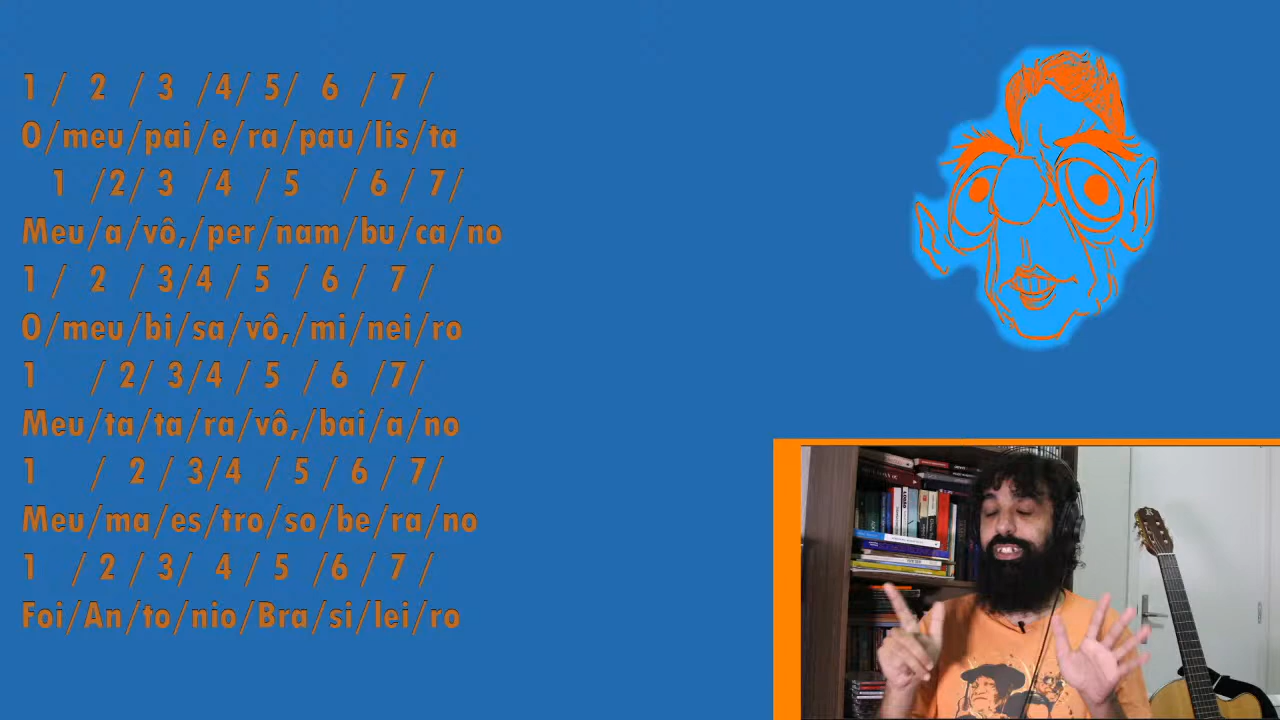 1 / 2 / 3 /4/ 5/ 6 / 7 /
O/meu/pai/e/ra/pau/lis/ta
1 /2/ 3 /4 / 5 / 6 / 7/
Meu/a/vô,/per/nam/bu/ca/no
1 / 2 / 3/4 / 5 / 6 / 7 /
O/meu/bi/sa/vô,/mi/nei/ro
1 / 2/ 3/4 / 5 / 6 /7/
Meu/ta/ta/ra/vô,/bai/a/no
1 / 2 / 3/4 / 5 / 6 / 7/
Meu/ma/es/tro/so/be/ra/no
1 / 2 / 3/ 4 / 5 /6 / 7 /
Foi/An/to/nio/Bra/si/lei/ro